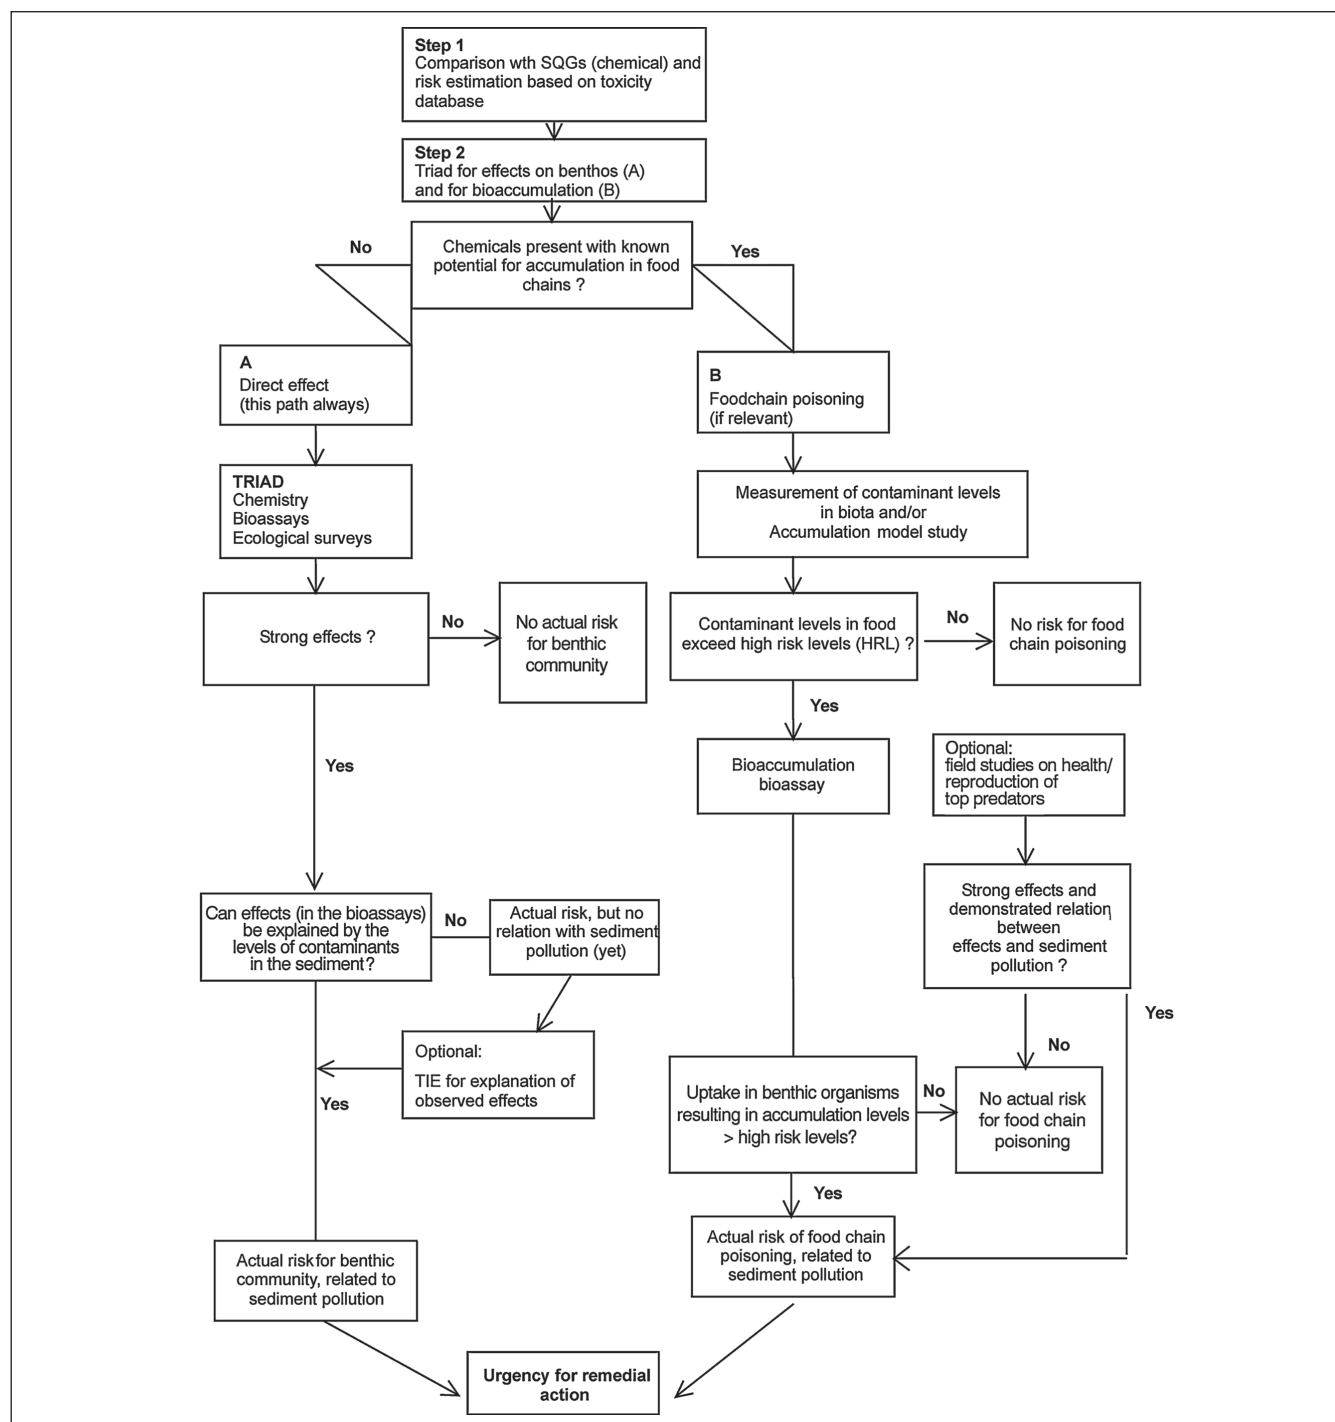 Step 1
Comparison wth SQGs (chemical) and
risk estimation based on toxicity
database
Step 2
Triad for effects on benthos (A)
and for bioaccumulation (B)
No
Chemicals present with known
potential for accumulation in food
chains ?
Yes
A
Direct effect
(this path always)
B
Foodchain poisoning
(if relevant)
TRIAD
Chemistry
Bioassays
Ecological surveys
Measurement of contaminant levels
in biota and/or
Accumulation model study
Strong effects ?
No
No actual risk
for benthic
community
Contaminant levels in food
exceed high risk levels (HRL) ?
No
No risk for food
chain poisoning
Yes
Yes
Bioaccumulation
bioassay
Optional:
field studies on health/
reproduction of
top predators
Can effects (in the bioassays)
be explained by the
levels of contaminants
in the sediment?
No
Actual risk, but no
relation with sediment
pollution (yet)
Strong effects and
demonstrated relation
between
effects and sediment
pollution ?
Yes
No
Optional:
TIE for explanation of
observed effects
Yes
Uptake in benthic organisms
resulting in accumulation levels
> high risk levels?
No
No actual risk
for food chain
poisoning
Yes
Actual risk for benthic
community, related to
sediment pollution
Actual risk of food chain
poisoning, related to
sediment pollution
Urgency for remedial
action